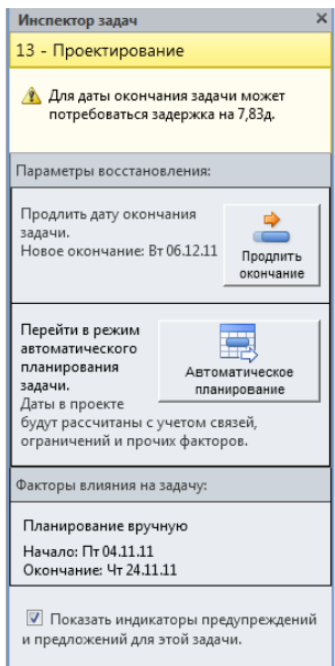 Инспектор задач
13 - Проектирование
Для даты окончания задачи может
потребоваться задержка на 7,83д.
Параметры восстановления:
Продлить дату окончания
задачи.
Новое окончание: Вт 06.12.11
Продлить
окончание
Перейти в режим
автоматического
планирования
задачи.
Автоматическое
планирование
Даты в проекте
будут рассчитаны с учетом связей,
ограничений и прочих факторов.
Факторы влияния на задачу:
Планирование вручную
Начало: Пт 04.11.11
Окончание: Чт 24.11.11
Показать индикаторы предупреждений
и предложений для этой задачи.